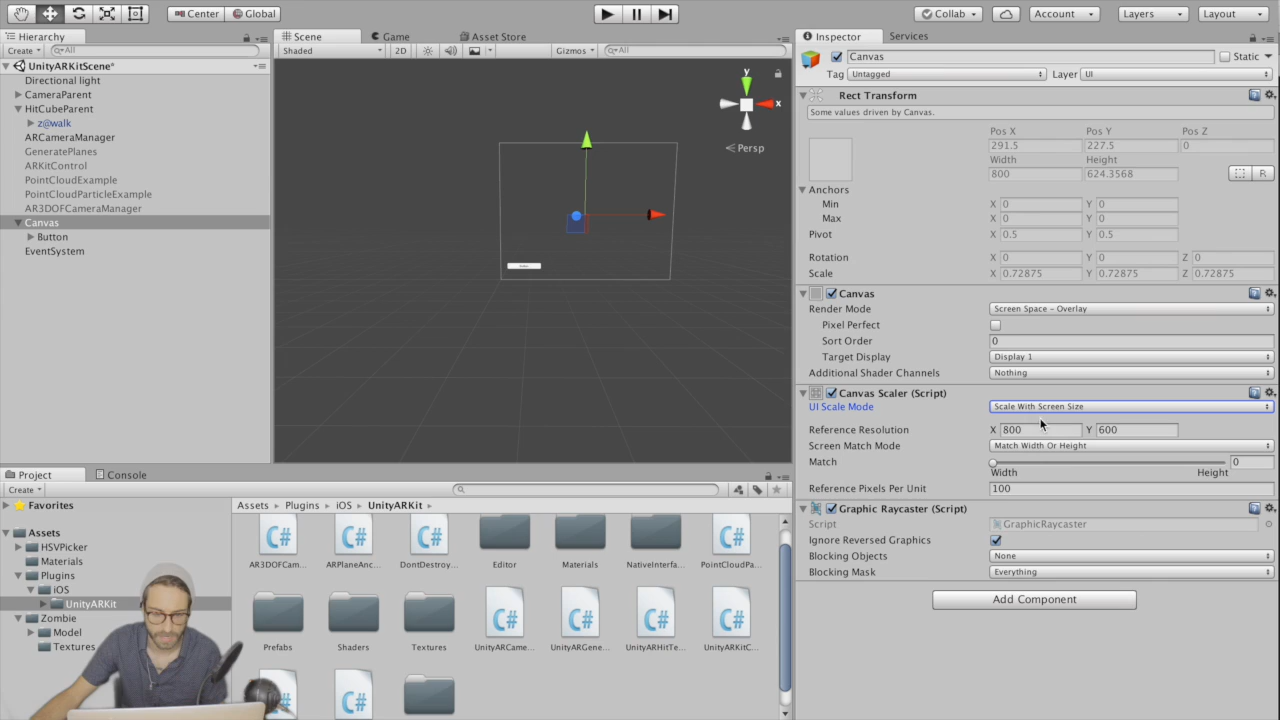 Center Global
Collab Account Layers Layout
Hierarchy
Create All
UnityARKitScene*
Directional light
CameraParent
HitCubeParent
z@walk
ARCameraManager
GeneratePlanes
ARKitControl
PointCloudExample
PointCloudParticleExample
AR3DOFCameraManager
Canvas
Button
EventSystem
Scene Game Asset Store
Shaded 2D Gizmos All
y
x
Persp
Inspector Services
Canvas Static
Tag Untagged Layer UI
Rect Transform
Some values driven by Canvas.
Pos X Pos Y Pos Z
291.5 227.5 0
Width Height
800 624.3568
R
Anchors
Min X 0 Y 0
Max X 0 Y 0
Pivot X 0.5 Y 0.5
Rotation X 0 Y 0 Z 0
Scale X 0.72875 Y 0.72875 Z 0.72875
Canvas
Render Mode Screen Space - Overlay
Pixel Perfect
Sort Order 0
Target Display Display 1
Additional Shader Channels Nothing
Canvas Scaler (Script)
UI Scale Mode Scale With Screen Size
Reference Resolution X 800 Y 600
Screen Match Mode Match Width Or Height
Match 0
Width Height
Reference Pixels Per Unit 100
Graphic Raycaster (Script)
Script GraphicRaycaster
Ignore Reversed Graphics
Blocking Objects None
Blocking Mask Everything
Add Component
Project Console
Create
Favorites
Assets
HSVPicker
Materials
Plugins
iOS
UnityARKit
Zombie
Model
Textures
Assets Plugins iOS UnityARKit
C# C# C# C#
AR3DOFCam... ARPlaneAnc... DontDestroy... Editor Materials NativeInterfa... PointCloudPa...
C# C# C# C#
Prefabs Shaders Textures UnityARCame... UnityARGene... UnityARHitTe... UnityARKitC...
C# C#